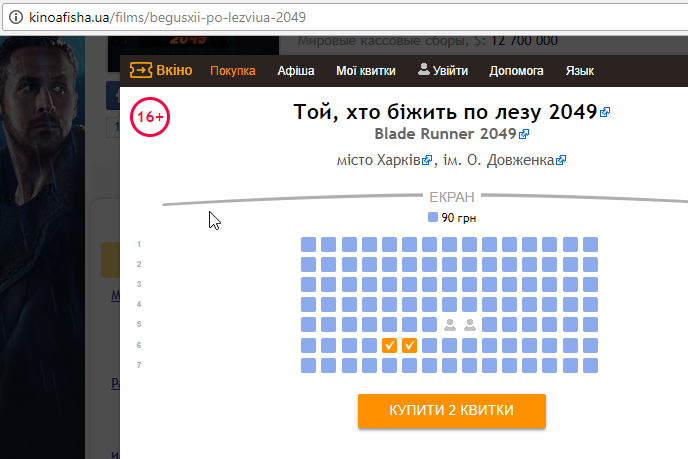 kinoafisha.ua/films/begusxii-po-lezviua-2049
Мировые кассовые сборы, $: 12 700 000
2049
Вкіно Покупка Афіша Мої квитки Увійти Допомога Язык
16+
Той, хто біжить по лезу 2049
Blade Runner 2049
місто Харків, ім. О. Довженка
ЕКРАН
90 грн
1
2
3
4
5
6
7
КУПИТИ 2 КВИТКИ